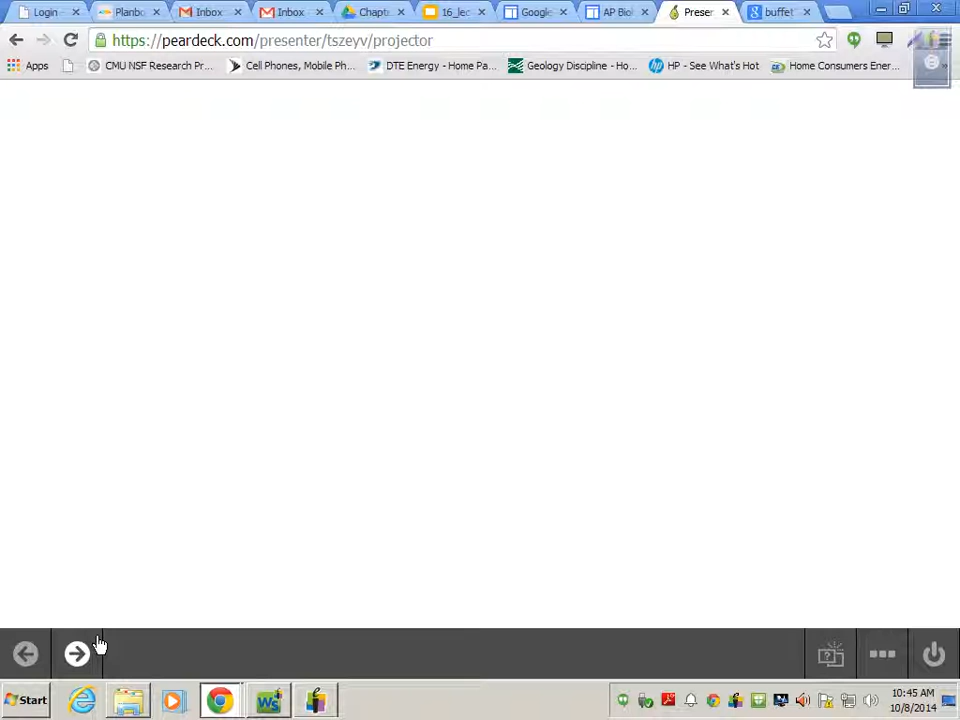 Login Planbo Inbox Inbox Chapt 16_lec Google AP Biol Presen buffet
https://peardeck.com/presenter/tszeyv/projector
Apps CMU NSF Research Pr... Cell Phones, Mobile Ph... DTE Energy - Home Pa... Geology Discipline - Ho... HP - See What's Hot Home Consumers Ener... »
Start 10:45 AM
10/8/2014